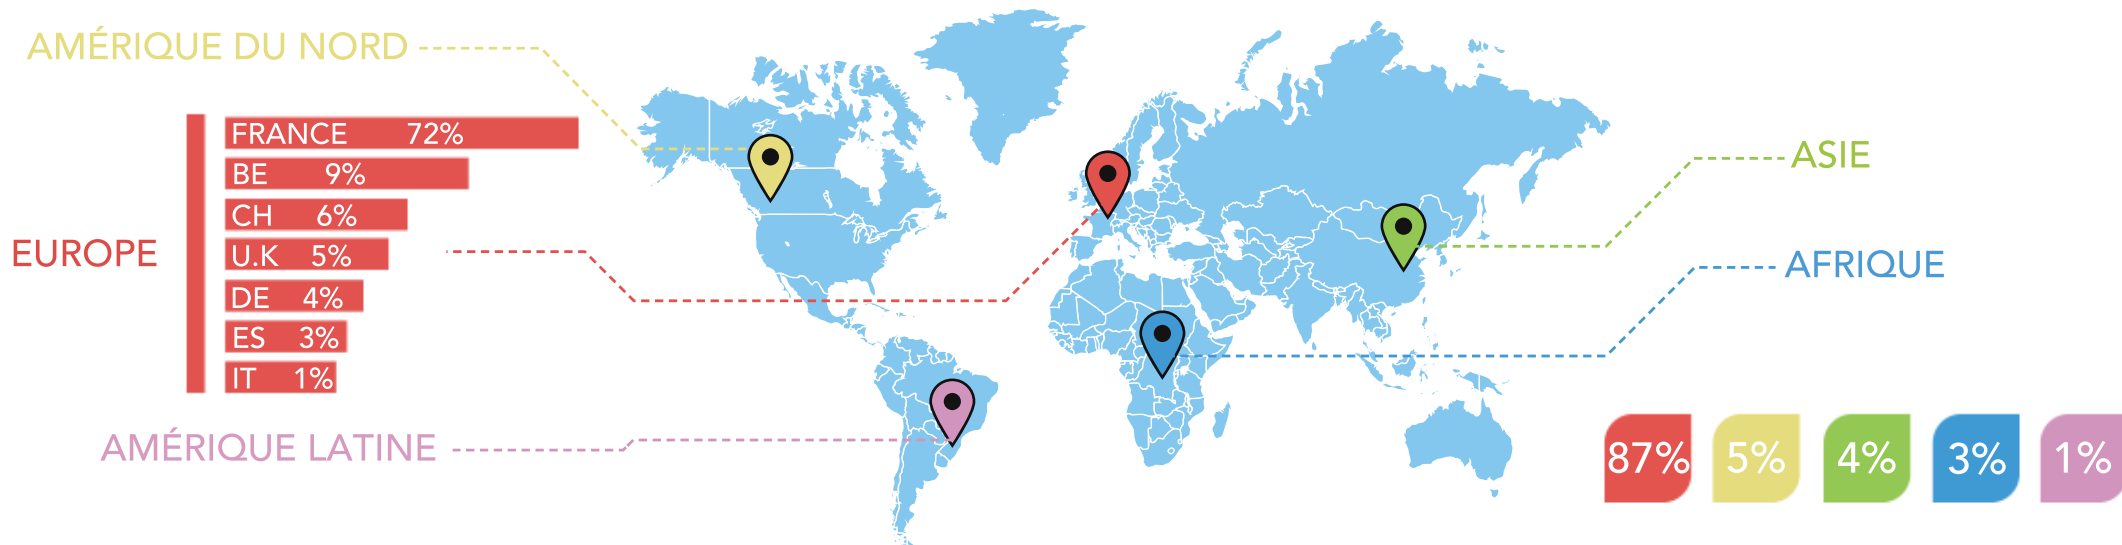 AMÉRIQUE DU NORD
FRANCE 72%
BE 9%
CH 6%
EUROPE
U.K 5%
DE 4%
ES 3%
IT 1%
AMÉRIQUE LATINE
ASIE
AFRIQUE
87% 5% 4% 3% 1%